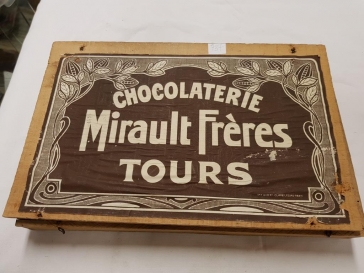 CHOCOLATERIE
Mirault Frères
TOURS